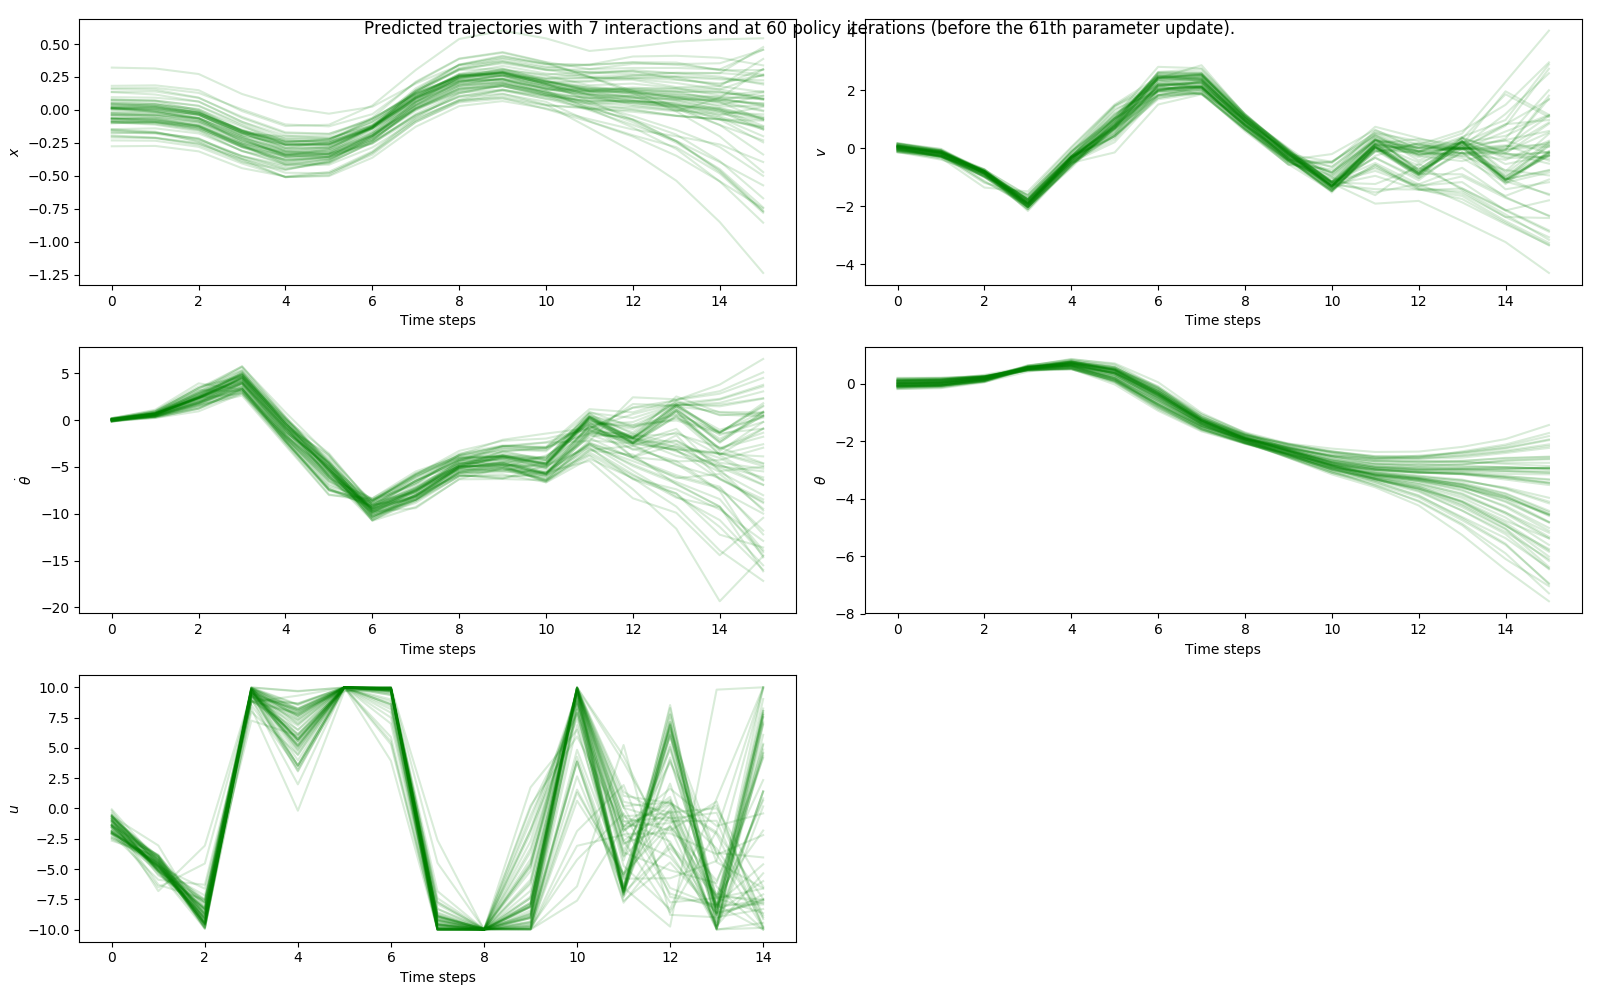 Predicted trajectories with 7 interactions and at 60 policy iterations (before the 61th parameter update).
0.50
0.25
0.00
−0.25
−0.50
−0.75
−1.00
−1.25
x
0 2 4 6 8 10 12 14
Time steps
4
2
0
−2
−4
v
0 2 4 6 8 10 12 14
Time steps
5
0
−5
−10
−15
−20
θ̇
0 2 4 6 8 10 12 14
Time steps
0
−2
−4
−6
−8
θ
0 2 4 6 8 10 12 14
Time steps
10.0
7.5
5.0
2.5
0.0
−2.5
−5.0
−7.5
−10.0
u
0 2 4 6 8 10 12 14
Time steps